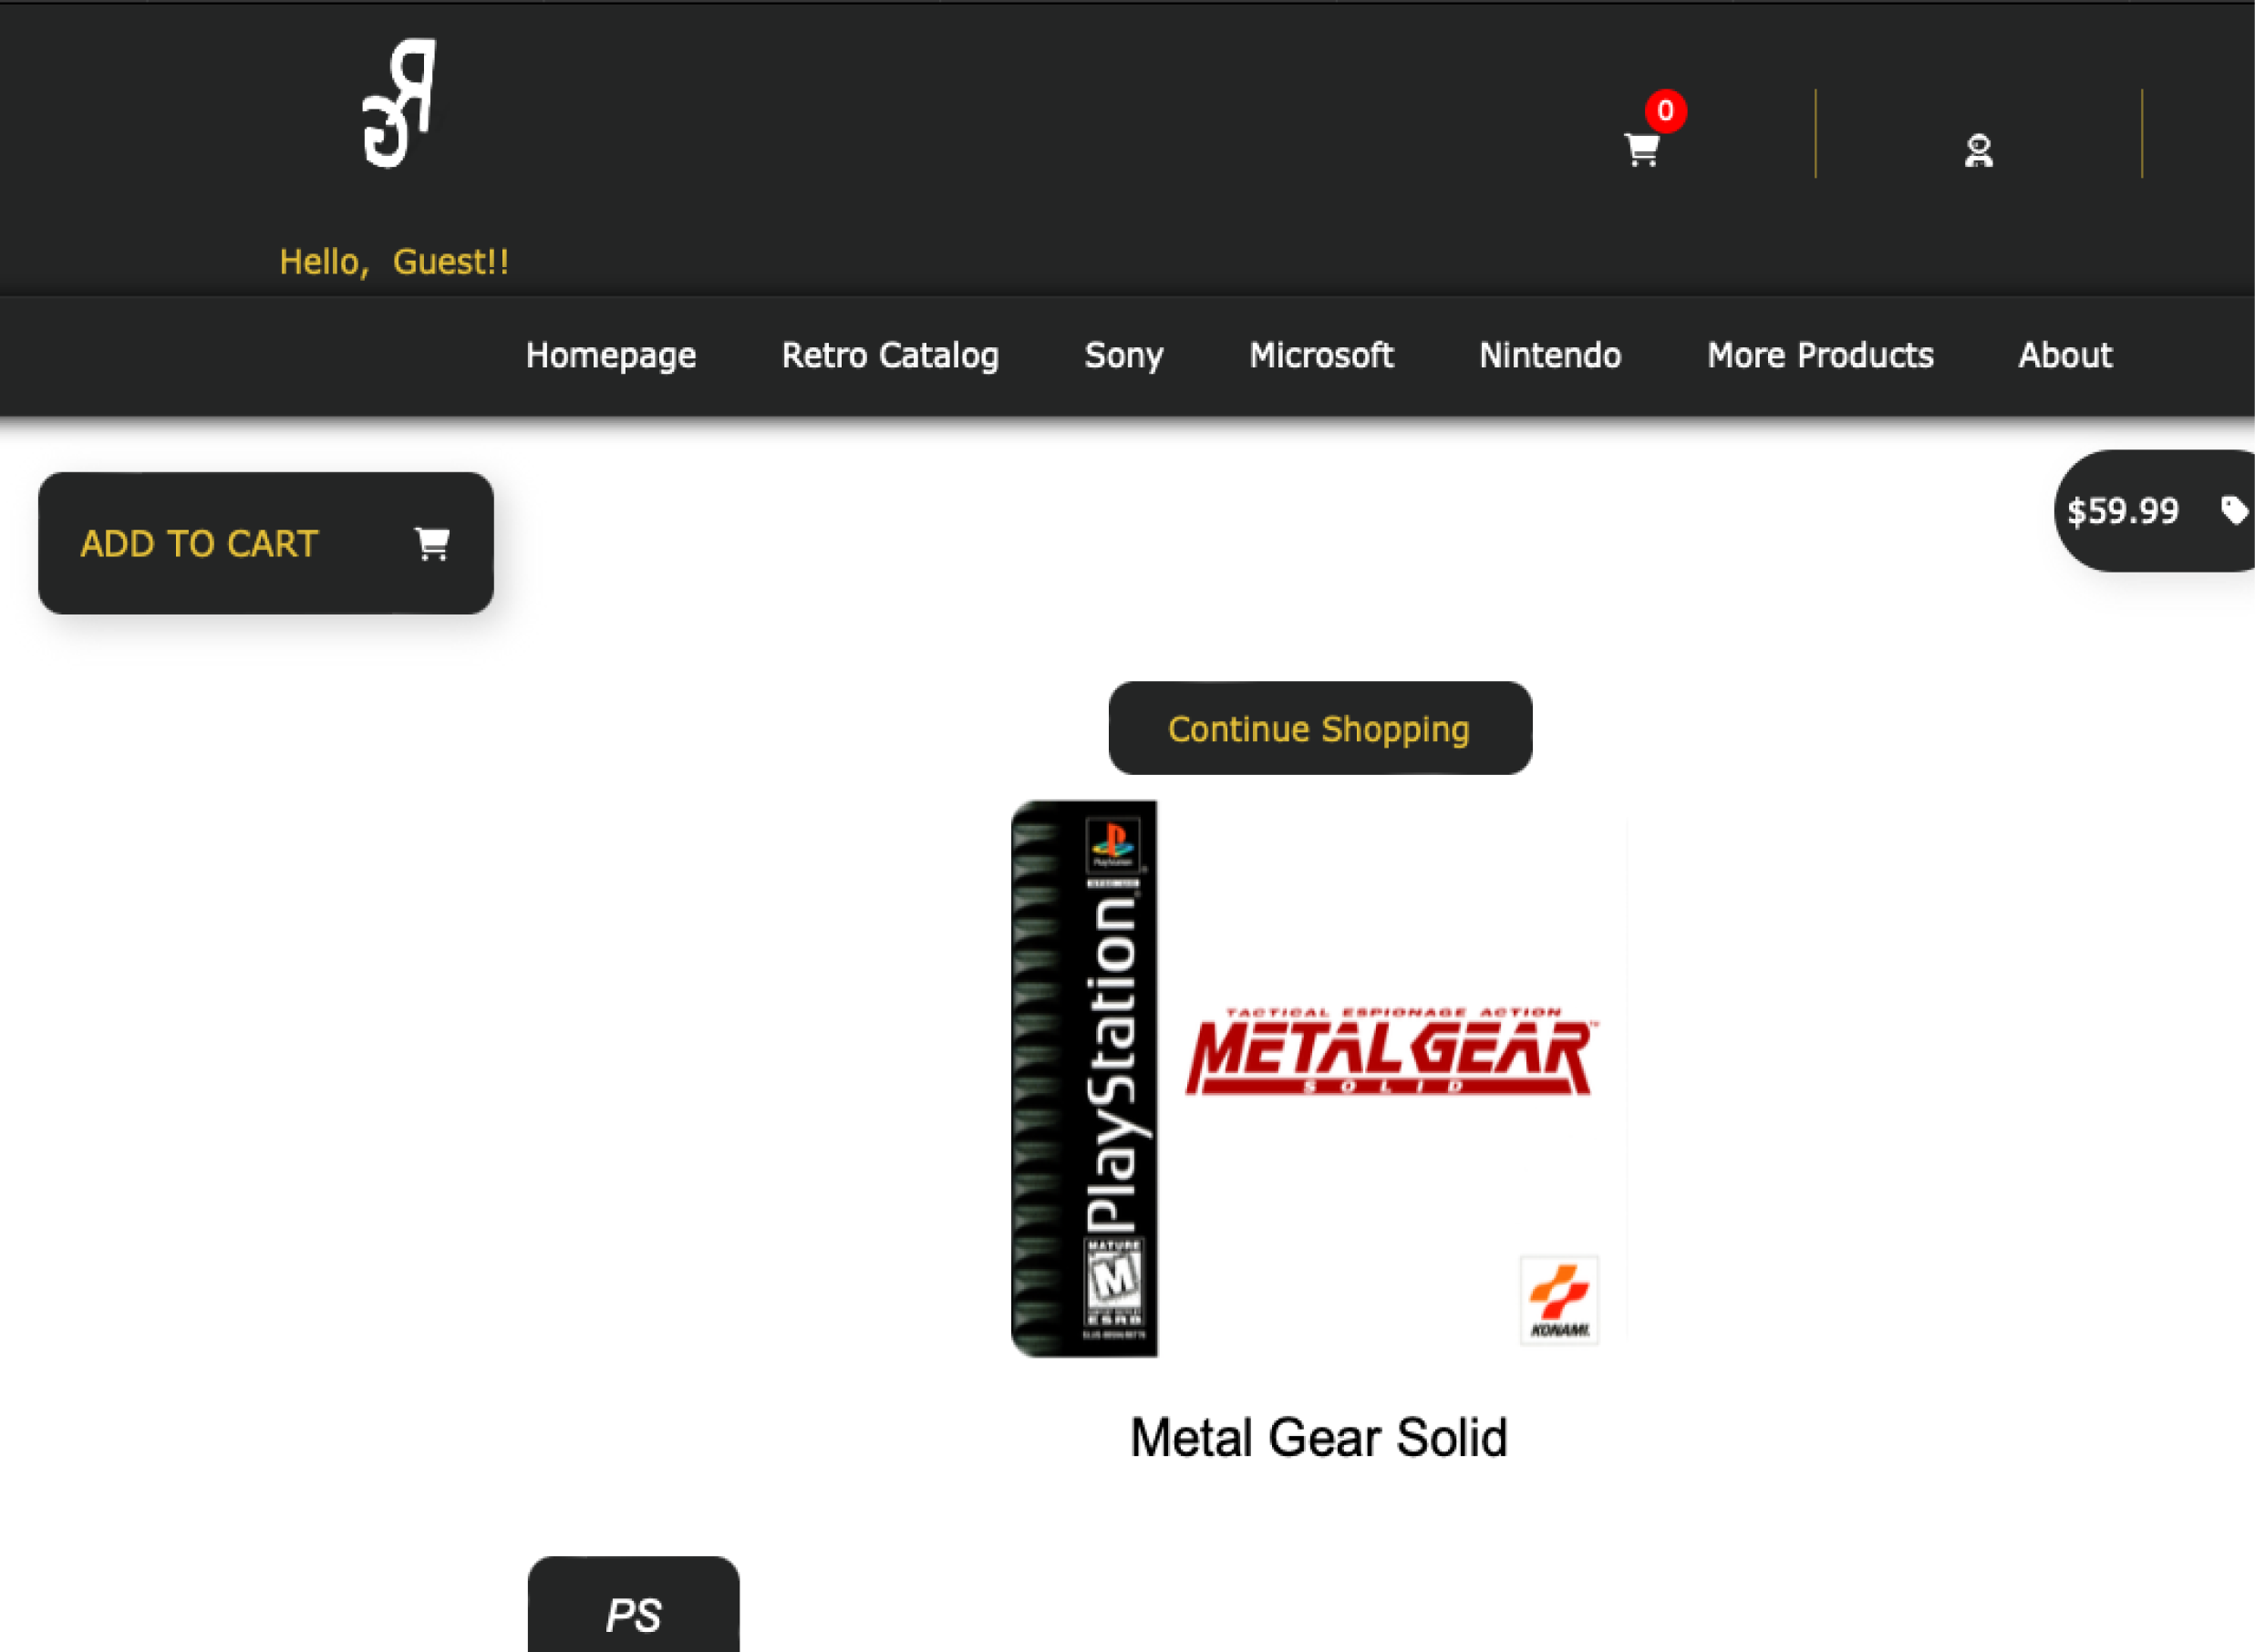 0
Hello, Guest!!
Homepage Retro Catalog Sony Microsoft Nintendo More Products About
ADD TO CART
$59.99
Continue Shopping
PlayStation
PlayStation
MATURE
M
ESRB
TACTICAL ESPIONAGE ACTION
METAL GEAR
SOLID
KONAMI
Metal Gear Solid
PS